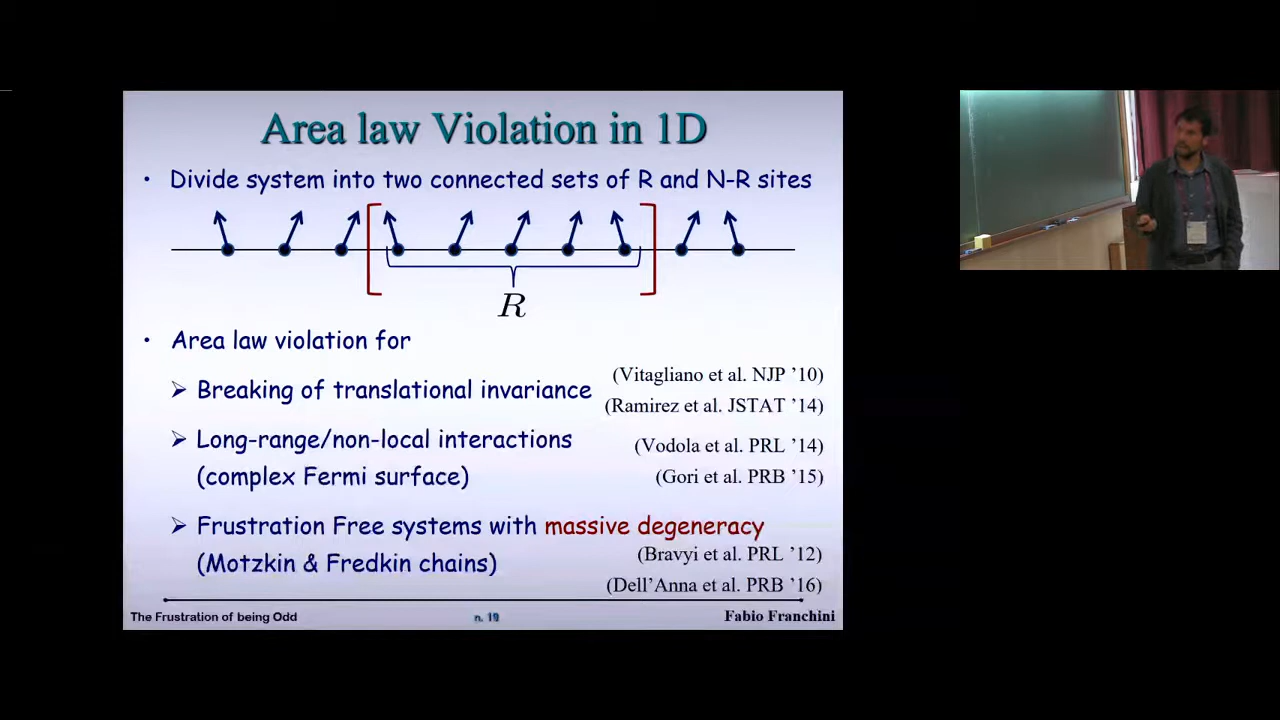 Area law Violation in 1D
• Divide system into two connected sets of R and N-R sites
R
• Area law violation for
➢ Breaking of translational invariance
(Vitagliano et al. NJP ’10)
(Ramirez et al. JSTAT ’14)
➢ Long-range/non-local interactions
(complex Fermi surface)
(Vodola et al. PRL ’14)
(Gori et al. PRB ’15)
➢ Frustration Free systems with massive degeneracy
(Motzkin & Fredkin chains)
(Bravyi et al. PRL ’12)
(Dell’Anna et al. PRB ’16)
The Frustration of being Odd
n. 19
Fabio Franchini